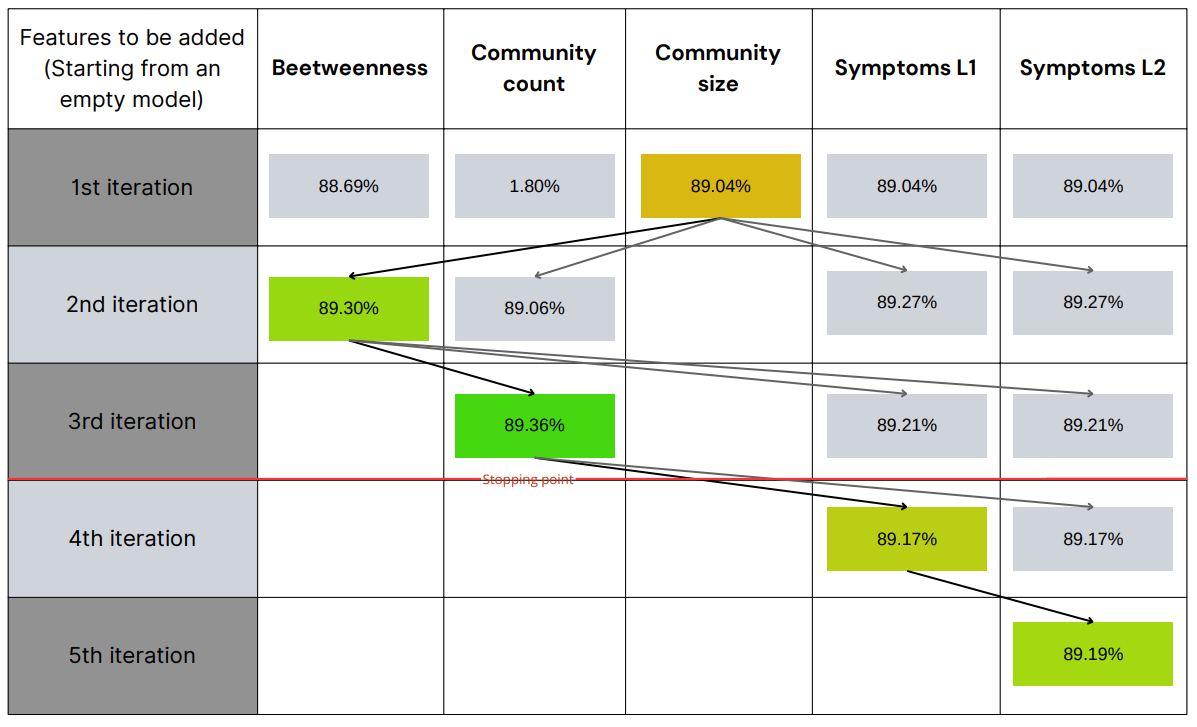 Features to be added
(Starting from an
empty model)
Beetweenness
Community
count
Community
size
Symptoms L1
Symptoms L2
1st iteration
88.69%
1.80%
89.04%
89.04%
89.04%
2nd iteration
89.30%
89.06%
89.27%
89.27%
3rd iteration
89.36%
89.21%
89.21%
Stopping point
4th iteration
89.17%
89.17%
5th iteration
89.19%